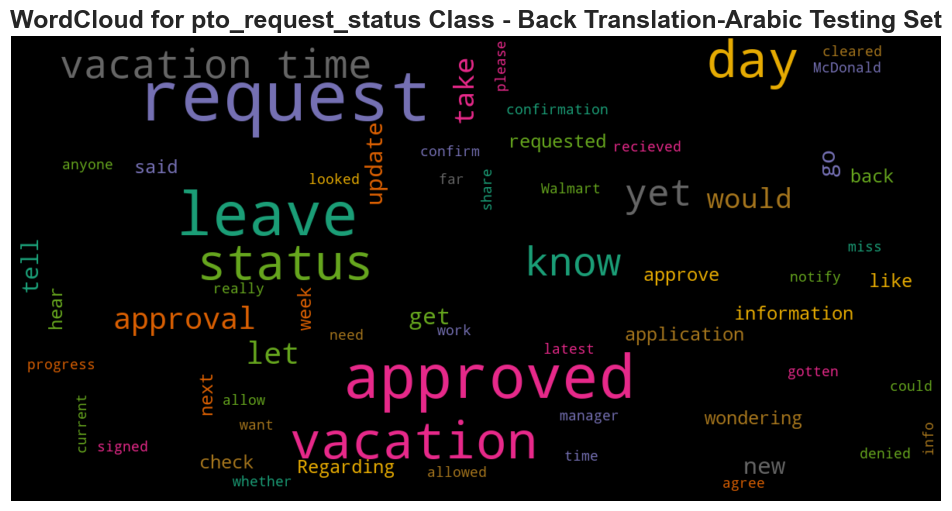 WordCloud for pto_request_status Class - Back Translation-Arabic Testing Set
vacation time
request
take
please
day
cleared
McDonald
confirmation
requested
recieved
anyone
said
looked
update
confirm
far
share
Walmart
yet
would
go
back
leave
status
know
tell
hear
really
week
approve
miss
notify
like
approval
get
work
need
let
information
application
latest
progress
next
allow
approved
gotten
could
current
signed
want
vacation
manager
wondering
check
Regarding
whether
allowed
time
new
agree
denied
info